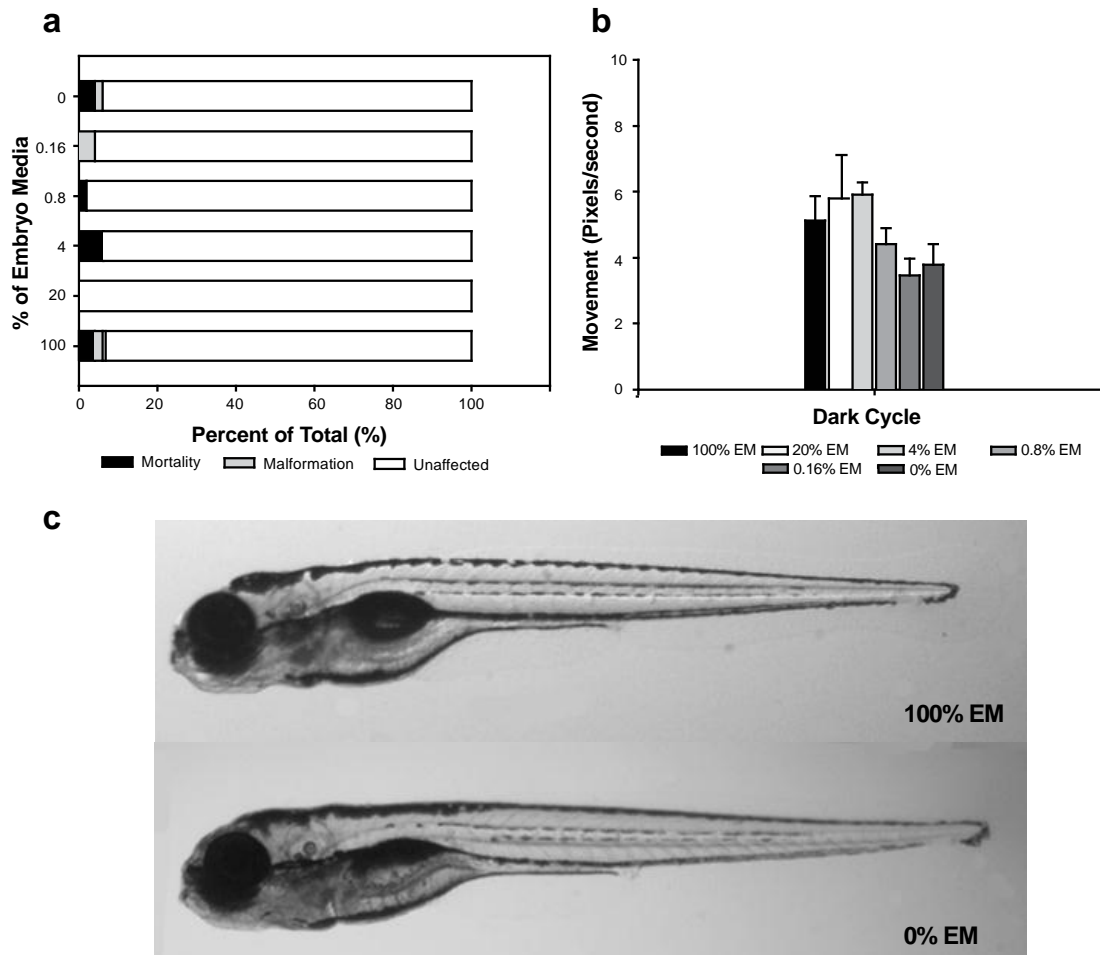 a
% of Embryo Media
0
0.16
0.8
4
20
100
0 20 40 60 80 100
Percent of Total (%)
Mortality Malformation Unaffected
b
Movement (Pixels/second)
10
8
6
4
2
0
Dark Cycle
100% EM 20% EM 4% EM 0.8% EM
0.16% EM 0% EM
c
100% EM
0% EM